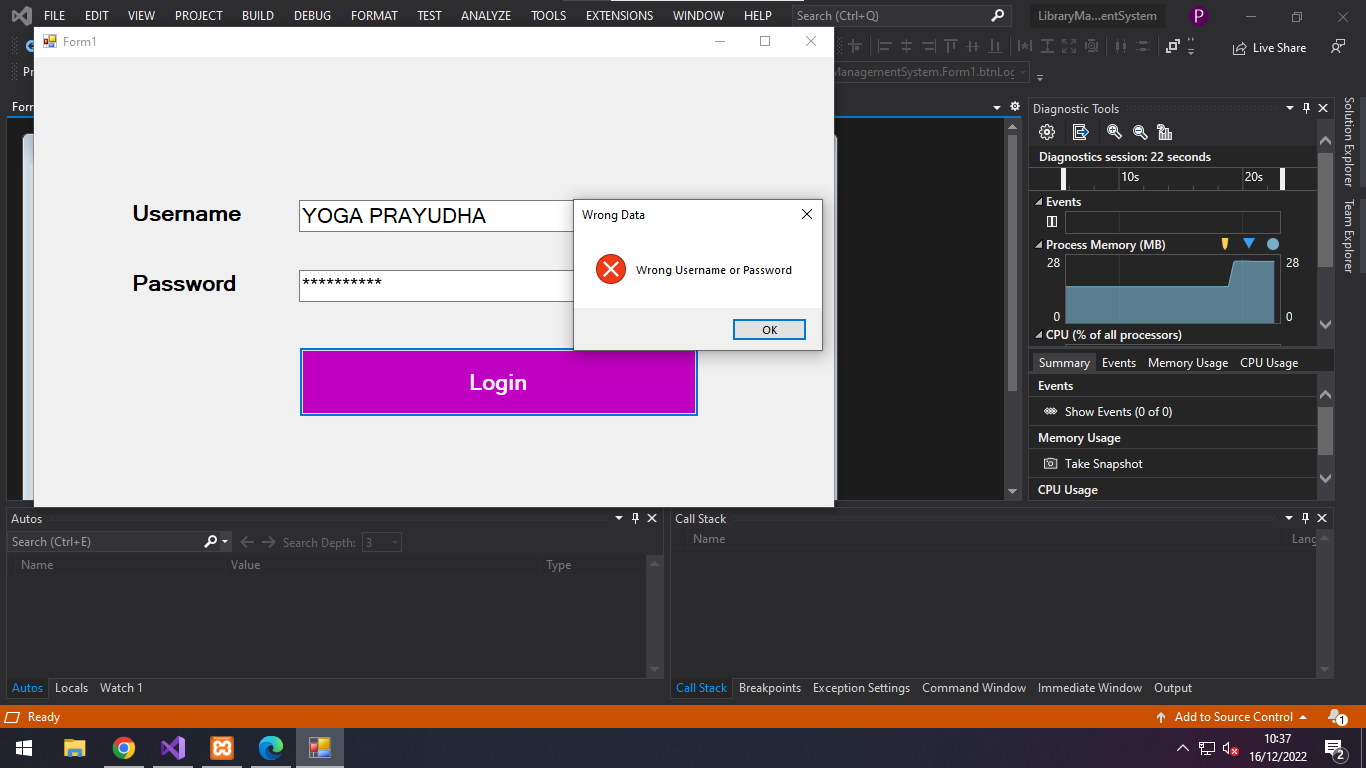 FILE EDIT VIEW PROJECT BUILD DEBUG FORMAT TEST ANALYZE TOOLS EXTENSIONS WINDOW HELP Search (Ctrl+Q) LibraryMa...entSystem P
Form1
Live Share
ManagementSystem.Form1.btnLog
Diagnostic Tools
Diagnostics session: 22 seconds
10s 20s
Events
Process Memory (MB)
28 28
0 0
CPU (% of all processors)
Summary Events Memory Usage CPU Usage
Events
Show Events (0 of 0)
Memory Usage
Take Snapshot
CPU Usage
Solution Explorer
Team Explorer
Username YOGA PRAYUDHA
Password **********
Login
Wrong Data
Wrong Username or Password
OK
Autos
Search (Ctrl+E) Search Depth: 3
Name Value Type
Autos Locals Watch 1
Call Stack
Name Lang
Call Stack Breakpoints Exception Settings Command Window Immediate Window Output
Ready Add to Source Control 1
10:37
16/12/2022 2